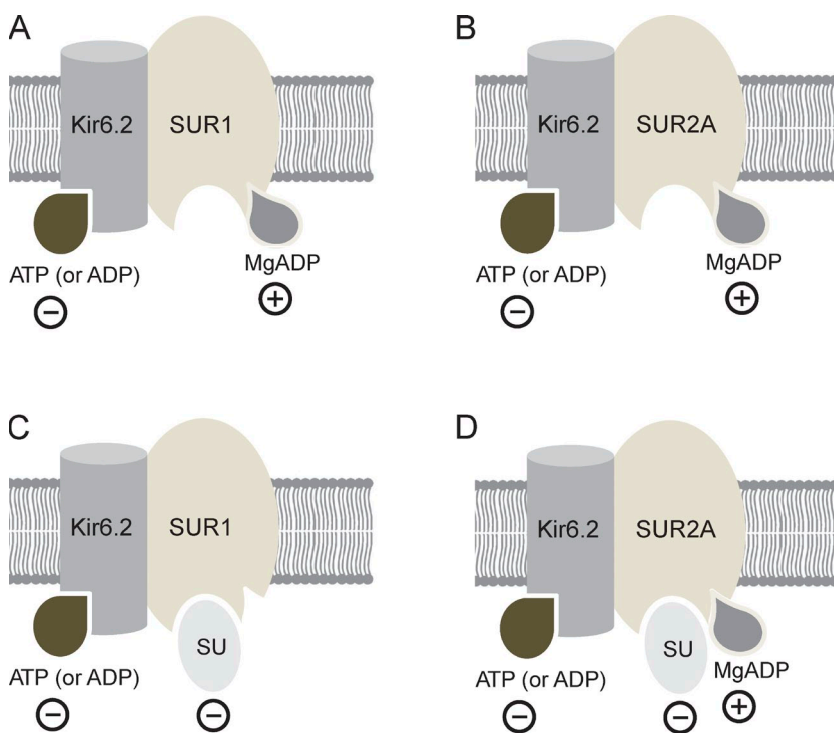 A
Kir6.2
SUR1
ATP (or ADP)
−
MgADP
+
B
Kir6.2
SUR2A
ATP (or ADP)
−
MgADP
+
C
Kir6.2
SUR1
SU
ATP (or ADP)
−
−
D
Kir6.2
SUR2A
SU
ATP (or ADP)
−
MgADP
−
+